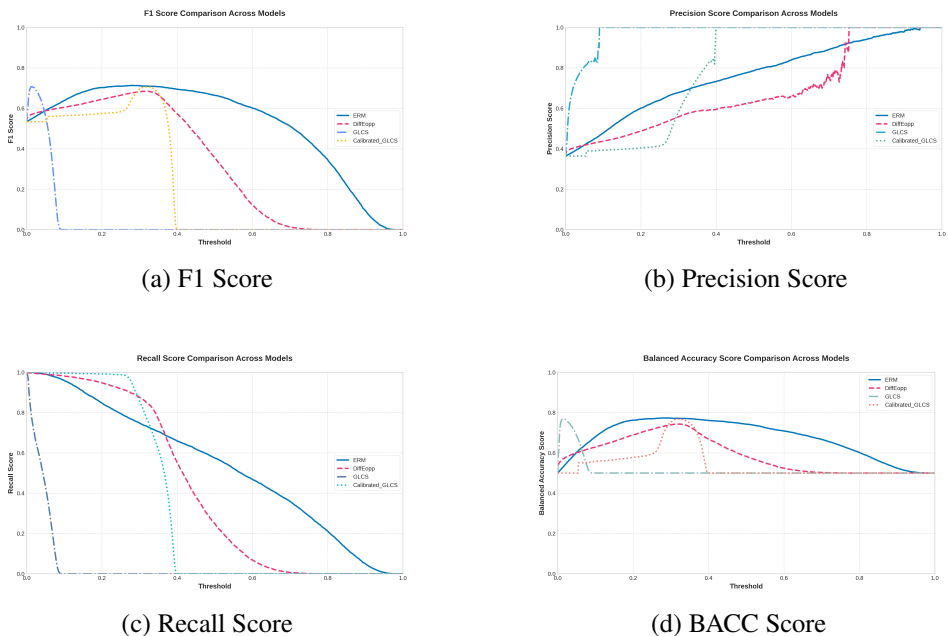 F1 Score Comparison Across Models
1.0
0.8
0.6
0.4
0.2
0.0
F1 Score
ERM
DiffEopp
GLCS
Calibrated_GLCS
0.0 0.2 0.4 0.6 0.8 1.0
Threshold
(a) F1 Score
Precision Score Comparison Across Models
1.0
0.8
0.6
0.4
0.2
0.0
Precision Score
ERM
DiffEopp
GLCS
Calibrated_GLCS
0.0 0.2 0.4 0.6 0.8 1.0
Threshold
(b) Precision Score
Recall Score Comparison Across Models
1.0
0.8
0.6
0.4
0.2
0.0
Recall Score
ERM
DiffEopp
GLCS
Calibrated_GLCS
0.0 0.2 0.4 0.6 0.8 1.0
Threshold
(c) Recall Score
Balanced Accuracy Score Comparison Across Models
1.0
0.8
0.6
0.4
0.2
0.0
Balanced Accuracy Score
ERM
DiffEopp
GLCS
Calibrated_GLCS
0.0 0.2 0.4 0.6 0.8 1.0
Threshold
(d) BACC Score